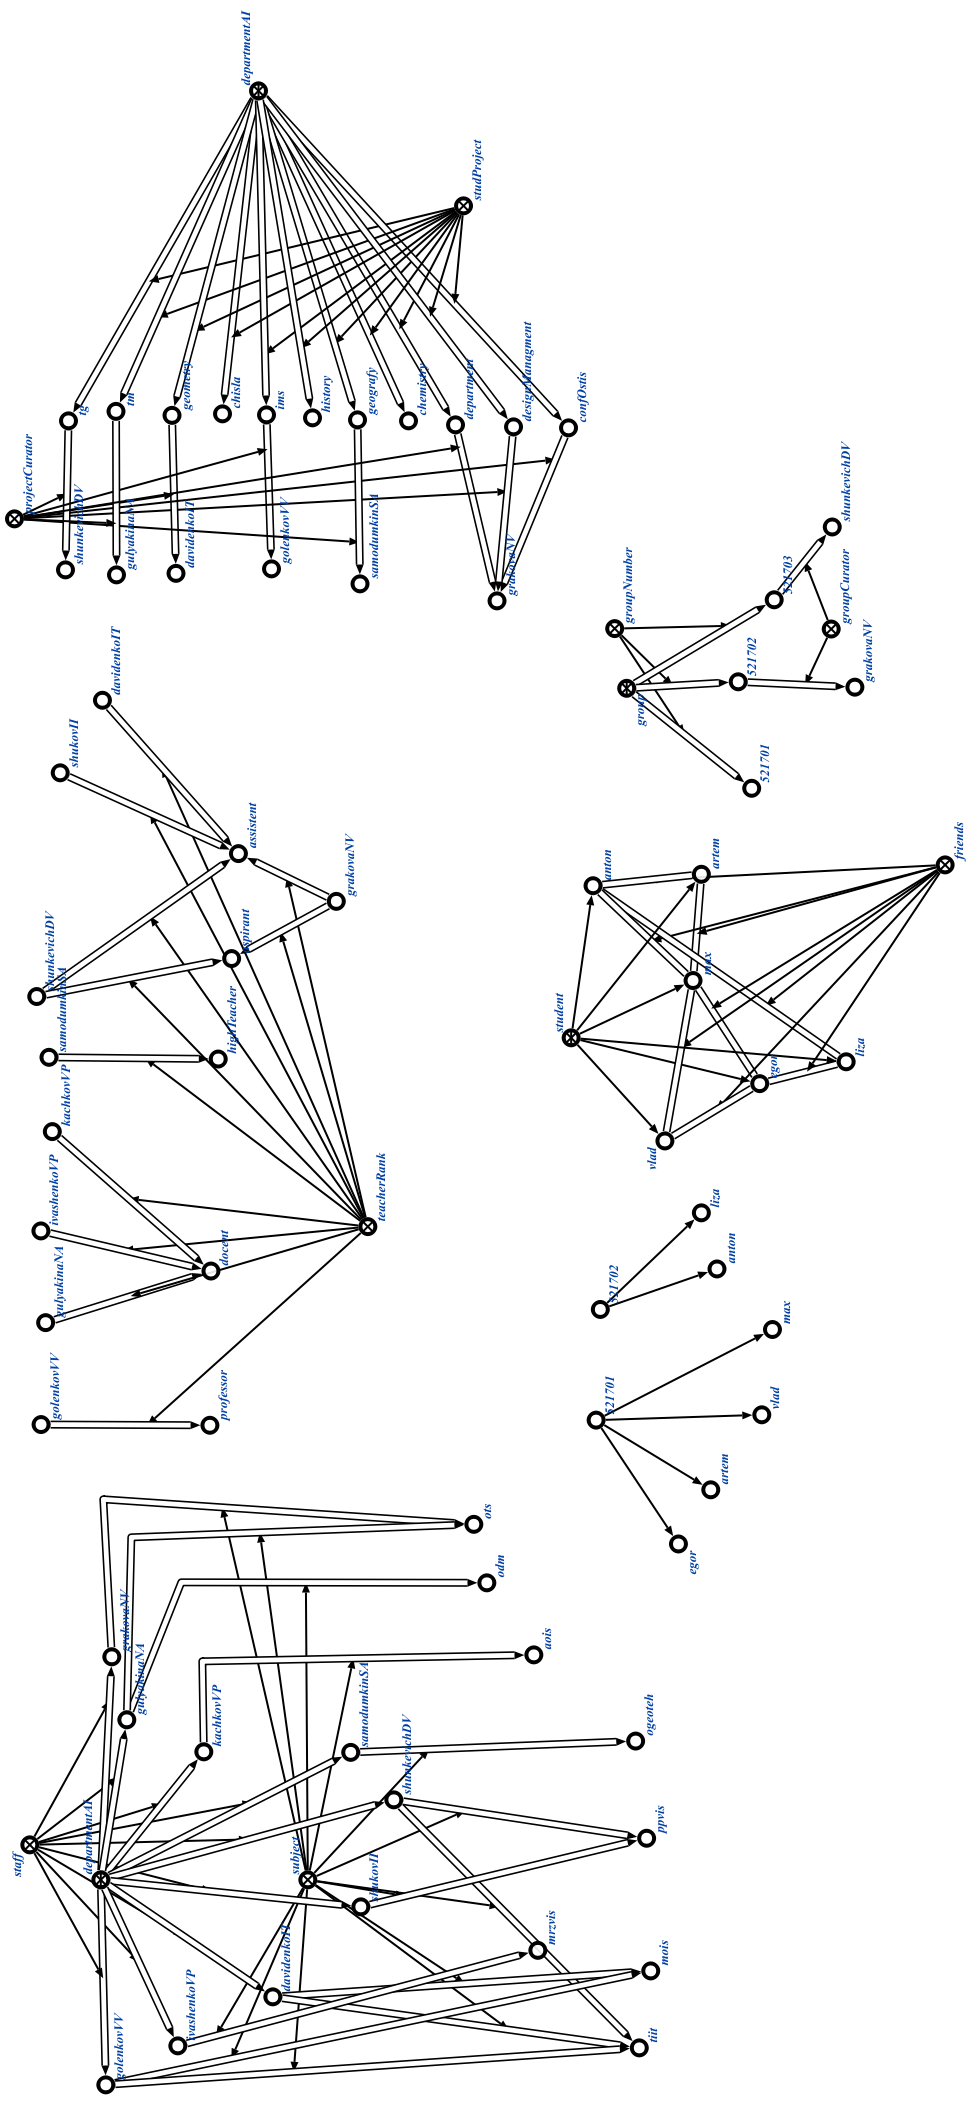 departmentAI
studProject
tg
tm
geometry
chisla
ims
history
geografy
chemistry
department
designManagment
confOstis
projectCurator
shunkevichDV
gulyakinaNA
davidenkoIT
golenkovVV
samodumkinSA
grakovaNV
groupNumber
521703
shunkevichDV
groupCurator
grakovaNV
521702
group
521701
davidenkoIT
shukovII
assistent
grakovaNV
aspirant
shunkevichDV
samodumkinSA
highTeacher
kachkovVP
ivashenkoVP
gulyakinaNA
docent
teacherRank
golenkovVV
professor
anton
artem
friends
max
student
egor
liza
vlad
521702
liza
anton
521701
max
vlad
artem
egor
ots
odm
grakovaNV
gulyakinaNA
aois
kachkovVP
samodumkinSA
shunkevichDV
ogeoteh
ppvis
staff
departmentAI
subject
shukovII
davidenkoIT
mrzvis
mois
ivashenkoVP
golenkovVV
tiit